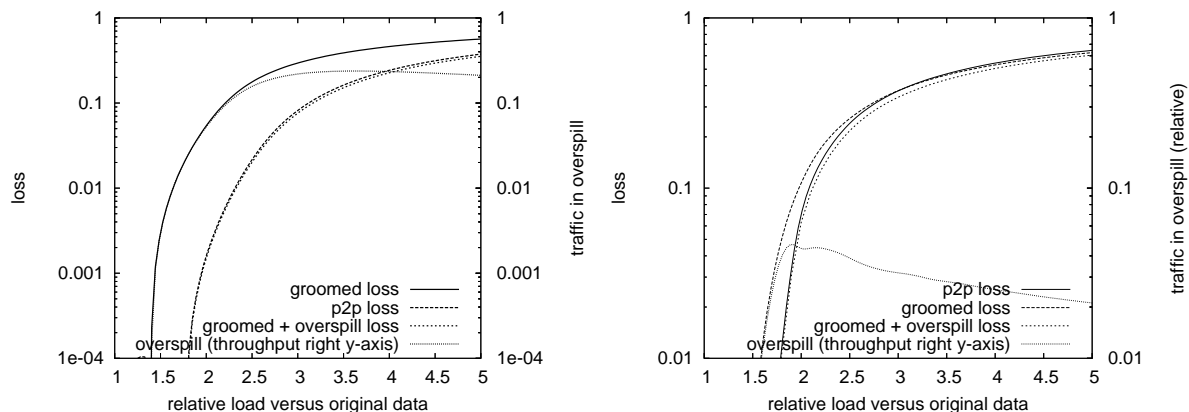 1
0.1
0.01
0.001
1e-04
loss
1
0.1
0.01
0.001
1e-04
traffic in overspill
groomed loss
p2p loss
groomed + overspill loss
overspill (throughput right y-axis)
1 1.5 2 2.5 3 3.5 4 4.5 5
relative load versus original data
1
0.1
0.01
loss
1
0.1
0.01
traffic in overspill (relative)
p2p loss
groomed loss
groomed + overspill loss
overspill (throughput right y-axis)
1 1.5 2 2.5 3 3.5 4 4.5 5
relative load versus original data